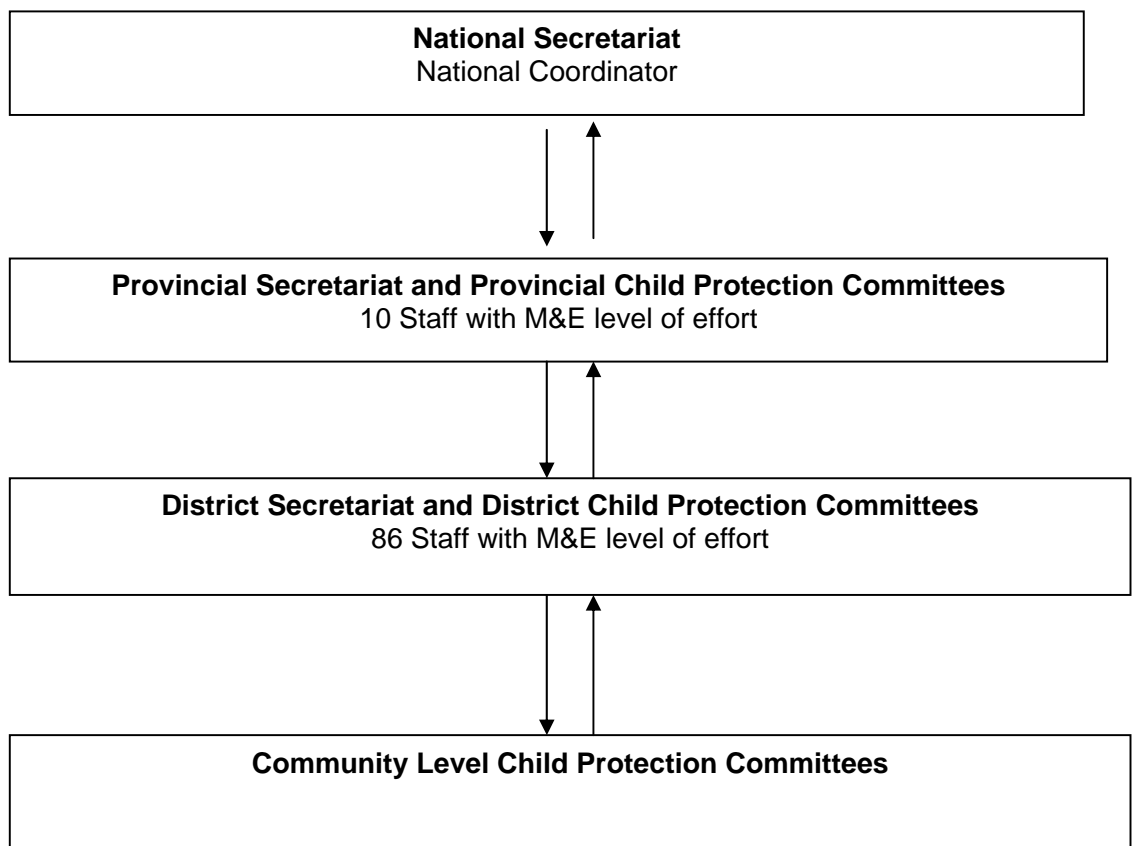 National Secretariat
National Coordinator
Provincial Secretariat and Provincial Child Protection Committees
10 Staff with M&E level of effort
District Secretariat and District Child Protection Committees
86 Staff with M&E level of effort
Community Level Child Protection Committees